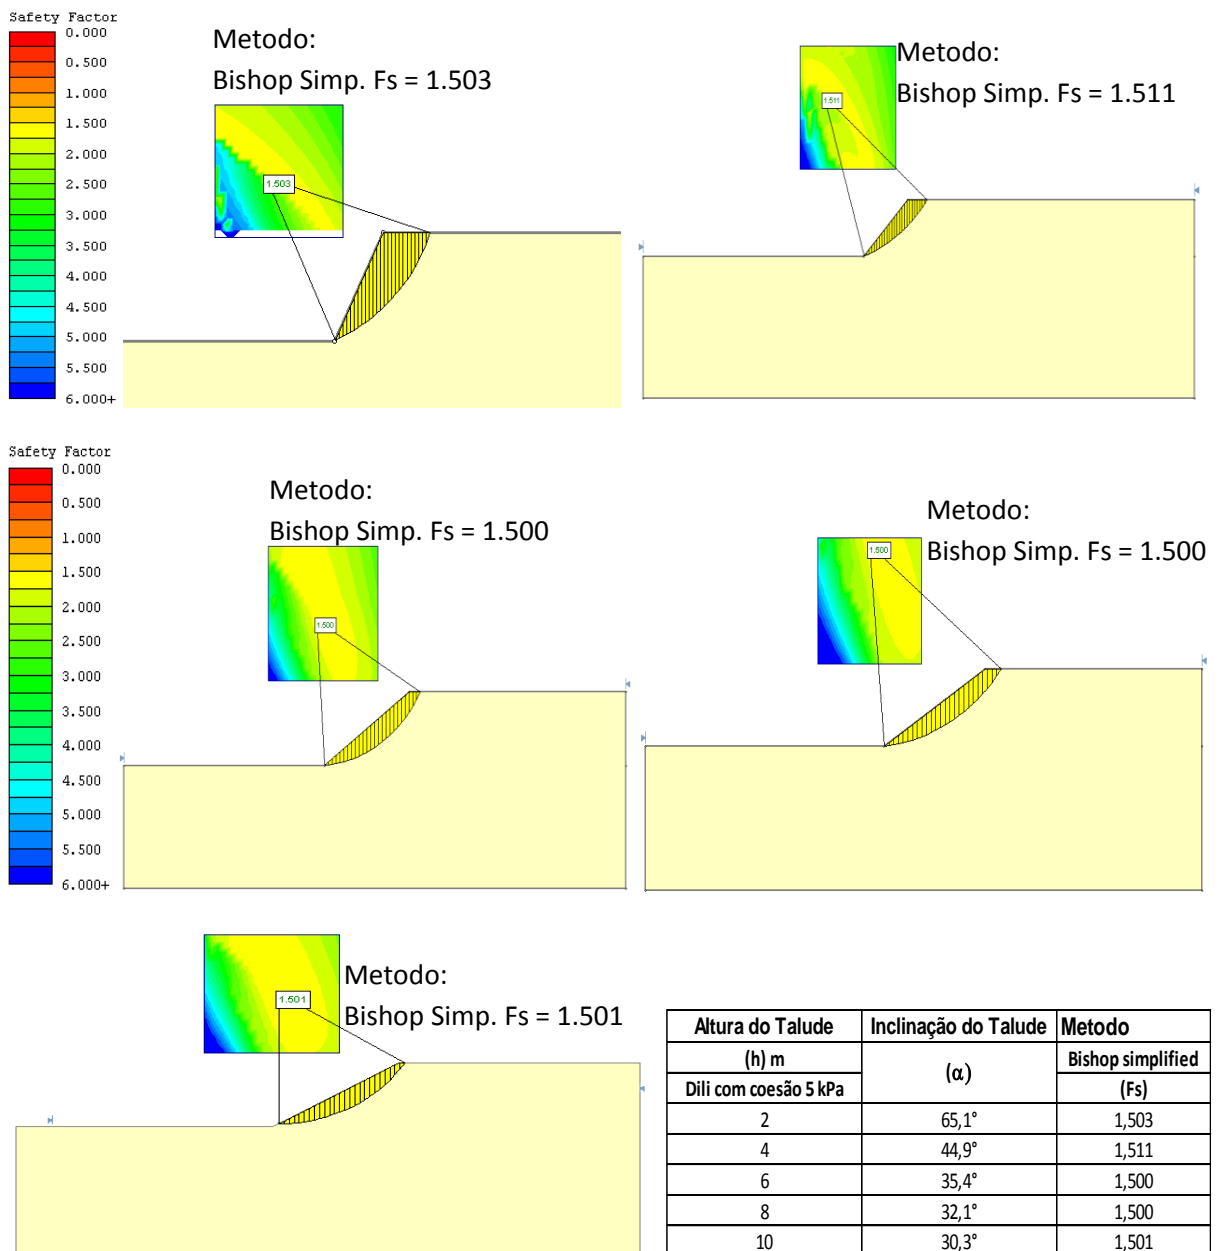 Safety Factor
0.000
0.500
1.000
1.500
2.000
2.500
3.000
3.500
4.000
4.500
5.000
5.500
6.000+
Metodo:
Bishop Simp. Fs = 1.503
1.503
Metodo:
Bishop Simp. Fs = 1.511
1.511
Safety Factor
0.000
0.500
1.000
1.500
2.000
2.500
3.000
3.500
4.000
4.500
5.000
5.500
6.000+
Metodo:
Bishop Simp. Fs = 1.500
1.500
Metodo:
Bishop Simp. Fs = 1.500
1.500
Metodo:
Bishop Simp. Fs = 1.501
1.501
Altura do Talude Inclinação do Talude Metodo
(h) m (α) Bishop simplified
Dili com coesão 5 kPa (Fs)
2 65,1° 1,503
4 44,9° 1,511
6 35,4° 1,500
8 32,1° 1,500
10 30,3° 1,501